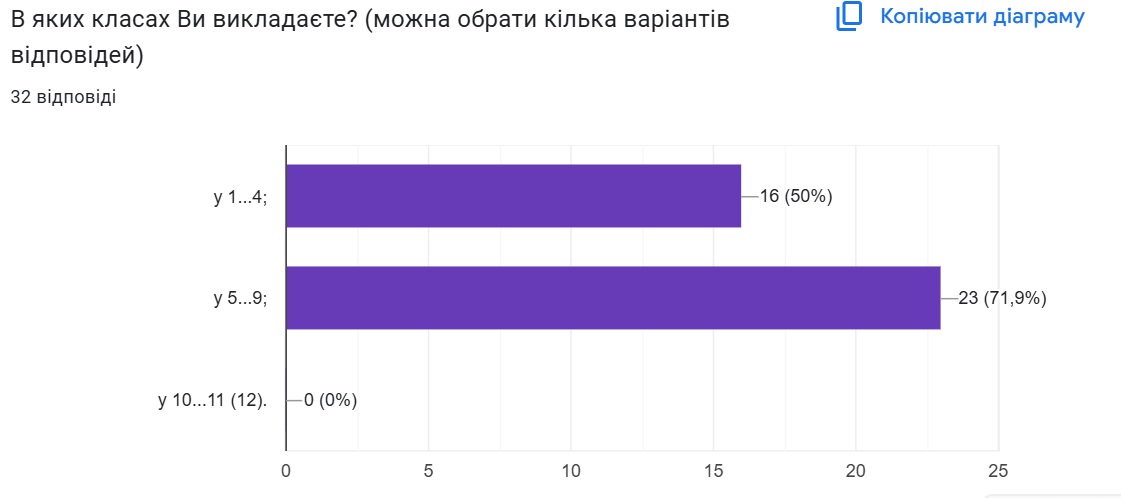 В яких класах Ви викладаєте? (можна обрати кілька варіантів
відповідей)
Копіювати діаграму
32 відповіді
у 1...4;
16 (50%)
у 5...9;
23 (71,9%)
у 10...11 (12).
0 (0%)
0 5 10 15 20 25